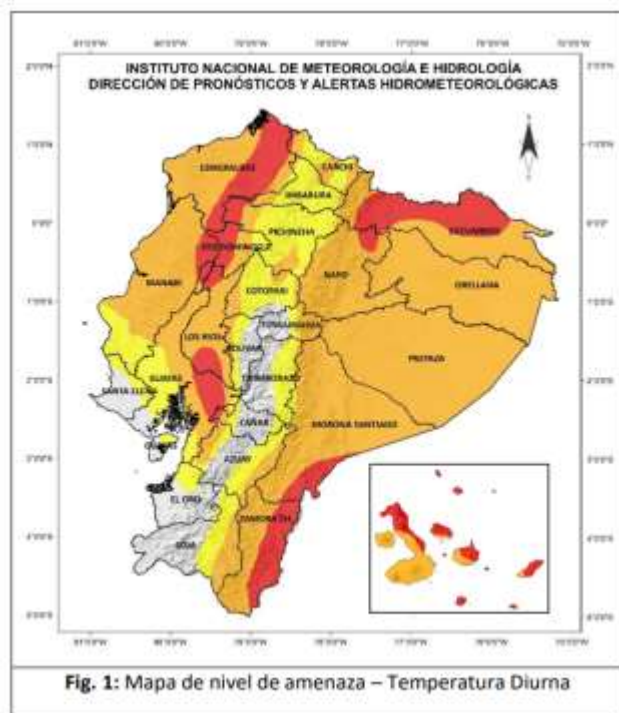 INSTITUTO NACIONAL DE METEOROLOGÍA E HIDROLOGÍA
DIRECCIÓN DE PRONÓSTICOS Y ALERTAS HIDROMETEOROLÓGICAS
ESMERALDAS
CARCHI
IMBABURA
PICHINCHA
SUCUMBIOS
NAPO
ORELLANA
MANABI
COTOPAXI
TUNGURAHUA
LOS RIOS
BOLIVAR
PASTAZA
GUAYAS
SANTA ELENA
CHIMBORAZO
MORONA SANTIAGO
CAÑAR
AZUAY
EL ORO
ZAMORA CH.
LOJA
Fig. 1: Mapa de nivel de amenaza – Temperatura Diurna